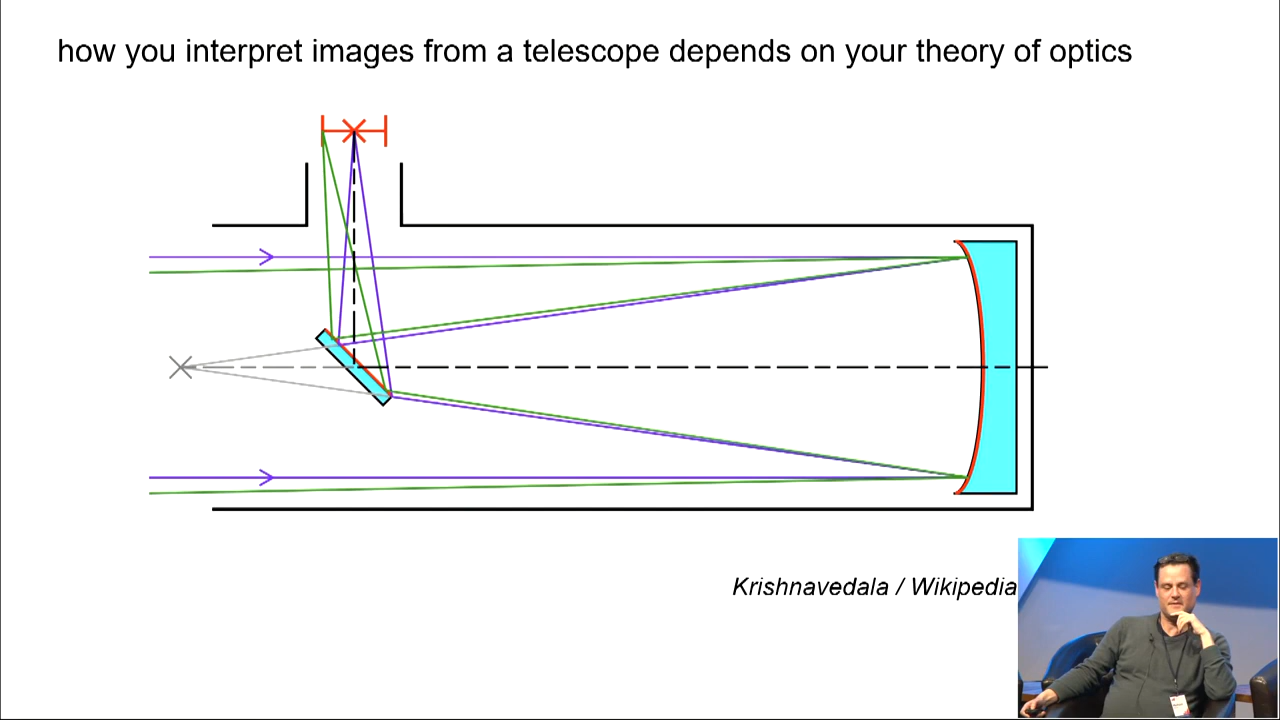 how you interpret images from a telescope depends on your theory of optics
Krishnavedala / Wikipedia